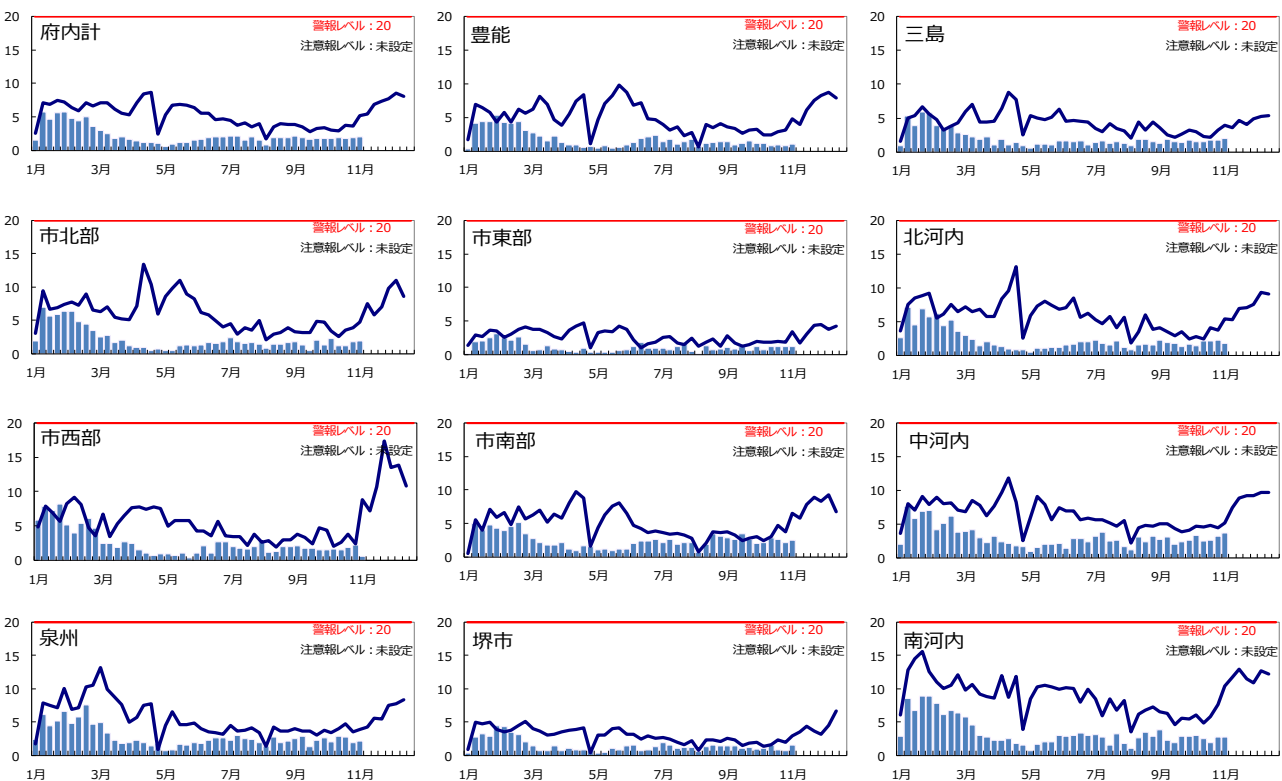 府内計
警報レベル：20
注意報レベル：未設定
20
15
10
5
0
1月 3月 5月 7月 9月 11月
豊能
警報レベル：20
注意報レベル：未設定
20
15
10
5
0
1月 3月 5月 7月 9月 11月
三島
警報レベル：20
注意報レベル：未設定
20
15
10
5
0
1月 3月 5月 7月 9月 11月
市北部
警報レベル：20
注意報レベル：未設定
20
15
10
5
0
1月 3月 5月 7月 9月 11月
市東部
警報レベル：20
注意報レベル：未設定
20
15
10
5
0
1月 3月 5月 7月 9月 11月
北河内
警報レベル：20
注意報レベル：未設定
20
15
10
5
0
1月 3月 5月 7月 9月 11月
市西部
警報レベル：20
注意報レベル：未設定
20
15
10
5
0
1月 3月 5月 7月 9月 11月
市南部
警報レベル：20
注意報レベル：未設定
20
15
10
5
0
1月 3月 5月 7月 9月 11月
中河内
警報レベル：20
注意報レベル：未設定
20
15
10
5
0
1月 3月 5月 7月 9月 11月
泉州
警報レベル：20
注意報レベル：未設定
20
15
10
5
0
1月 3月 5月 7月 9月 11月
堺市
警報レベル：20
注意報レベル：未設定
20
15
10
5
0
1月 3月 5月 7月 9月 11月
南河内
警報レベル：20
注意報レベル：未設定
20
15
10
5
0
1月 3月 5月 7月 9月 11月